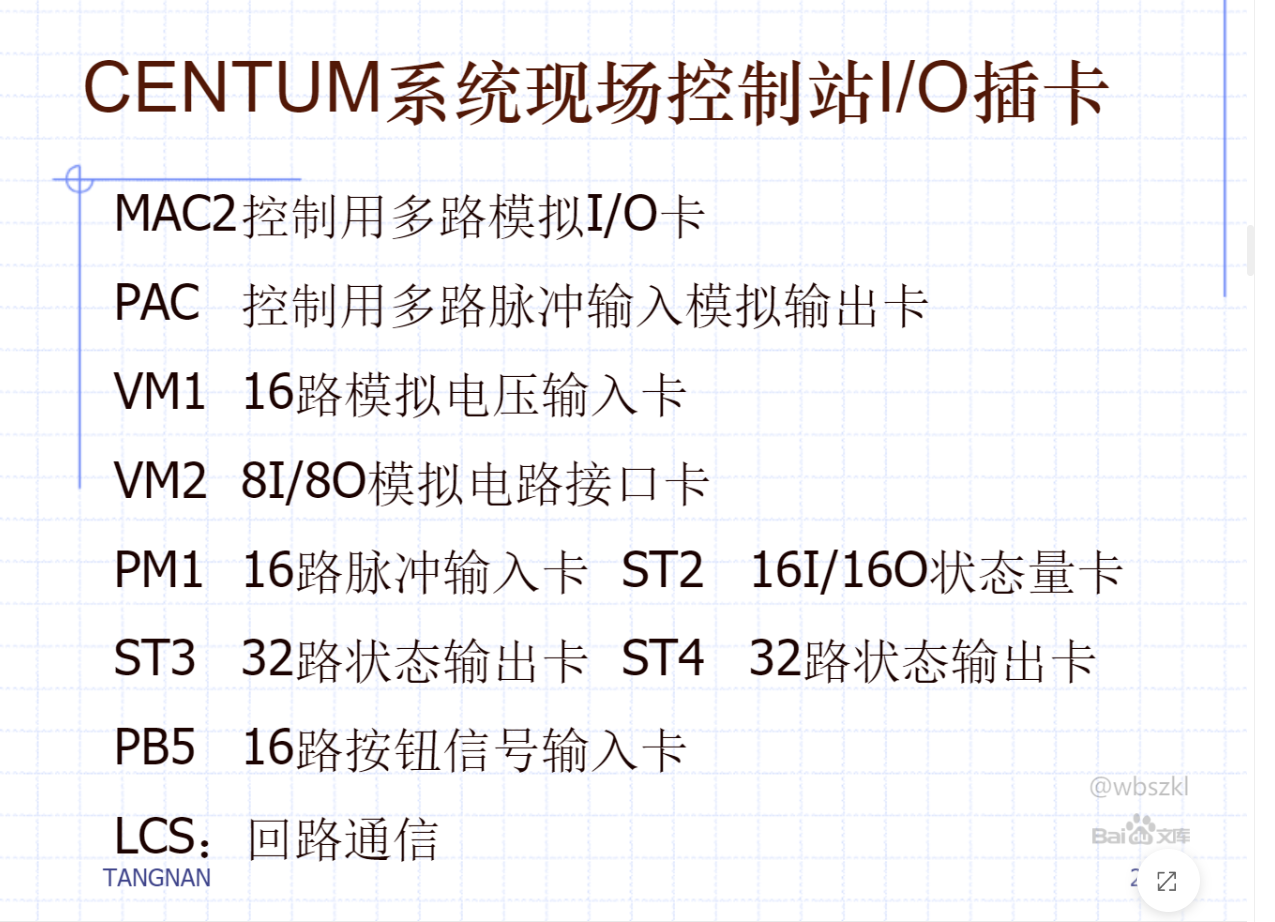 CENTUM系统现场控制站I/O插卡
MAC2控制用多路模拟I/O卡
PAC 控制用多路脉冲输入模拟输出卡
VM1 16路模拟电压输入卡
VM2 8I/8O模拟电路接口卡
PM1 16路脉冲输入卡 ST2 16I/16O状态量卡
ST3 32路状态输出卡 ST4 32路状态输出卡
PB5 16路按钮信号输入卡
LCS：回路通信
@wbszkl
Bai du 文库
TANGNAN